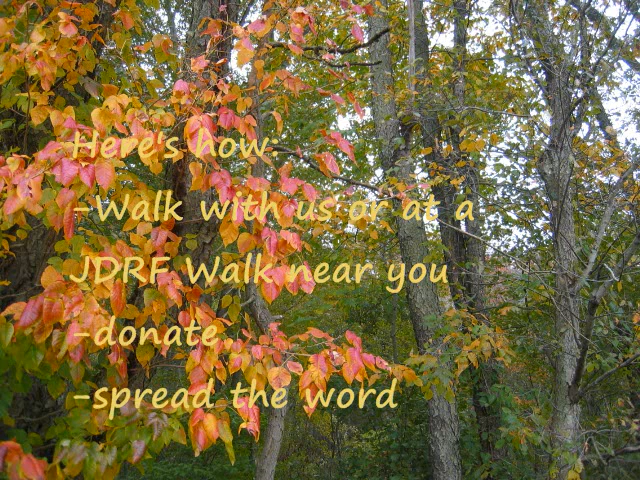 Here's how.
-Walk with us or at a
JDRF Walk near you
-donate
-spread the word